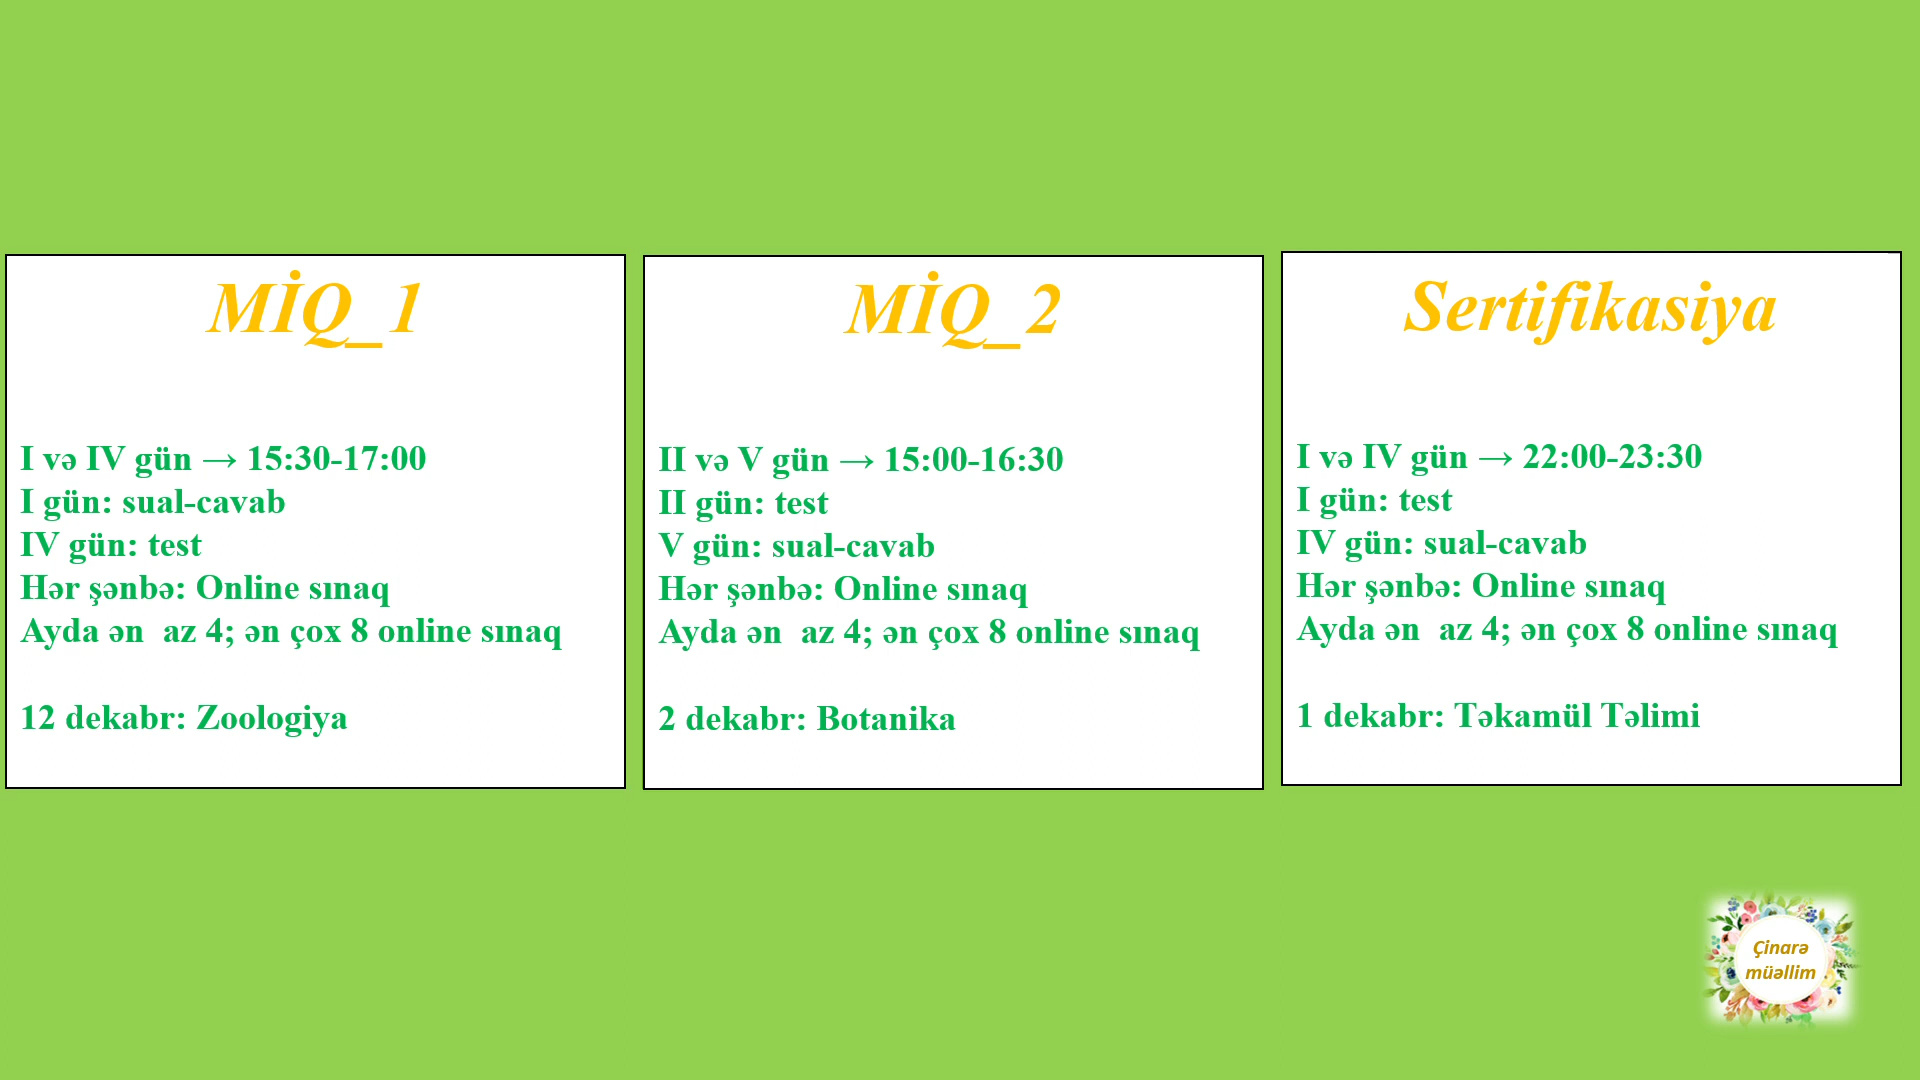 MİQ_1
I və IV gün → 15:30-17:00
I gün: sual-cavab
IV gün: test
Hər şənbə: Online sınaq
Ayda ən  az 4; ən çox 8 online sınaq
12 dekabr: Zoologiya
MİQ_2
II və V gün → 15:00-16:30
II gün: test
V gün: sual-cavab
Hər şənbə: Online sınaq
Ayda ən  az 4; ən çox 8 online sınaq
2 dekabr: Botanika
Sertifikasiya
I və IV gün → 22:00-23:30
I gün: test
IV gün: sual-cavab
Hər şənbə: Online sınaq
Ayda ən  az 4; ən çox 8 online sınaq
1 dekabr: Təkamül Təlimi
Çinarə
müəllim